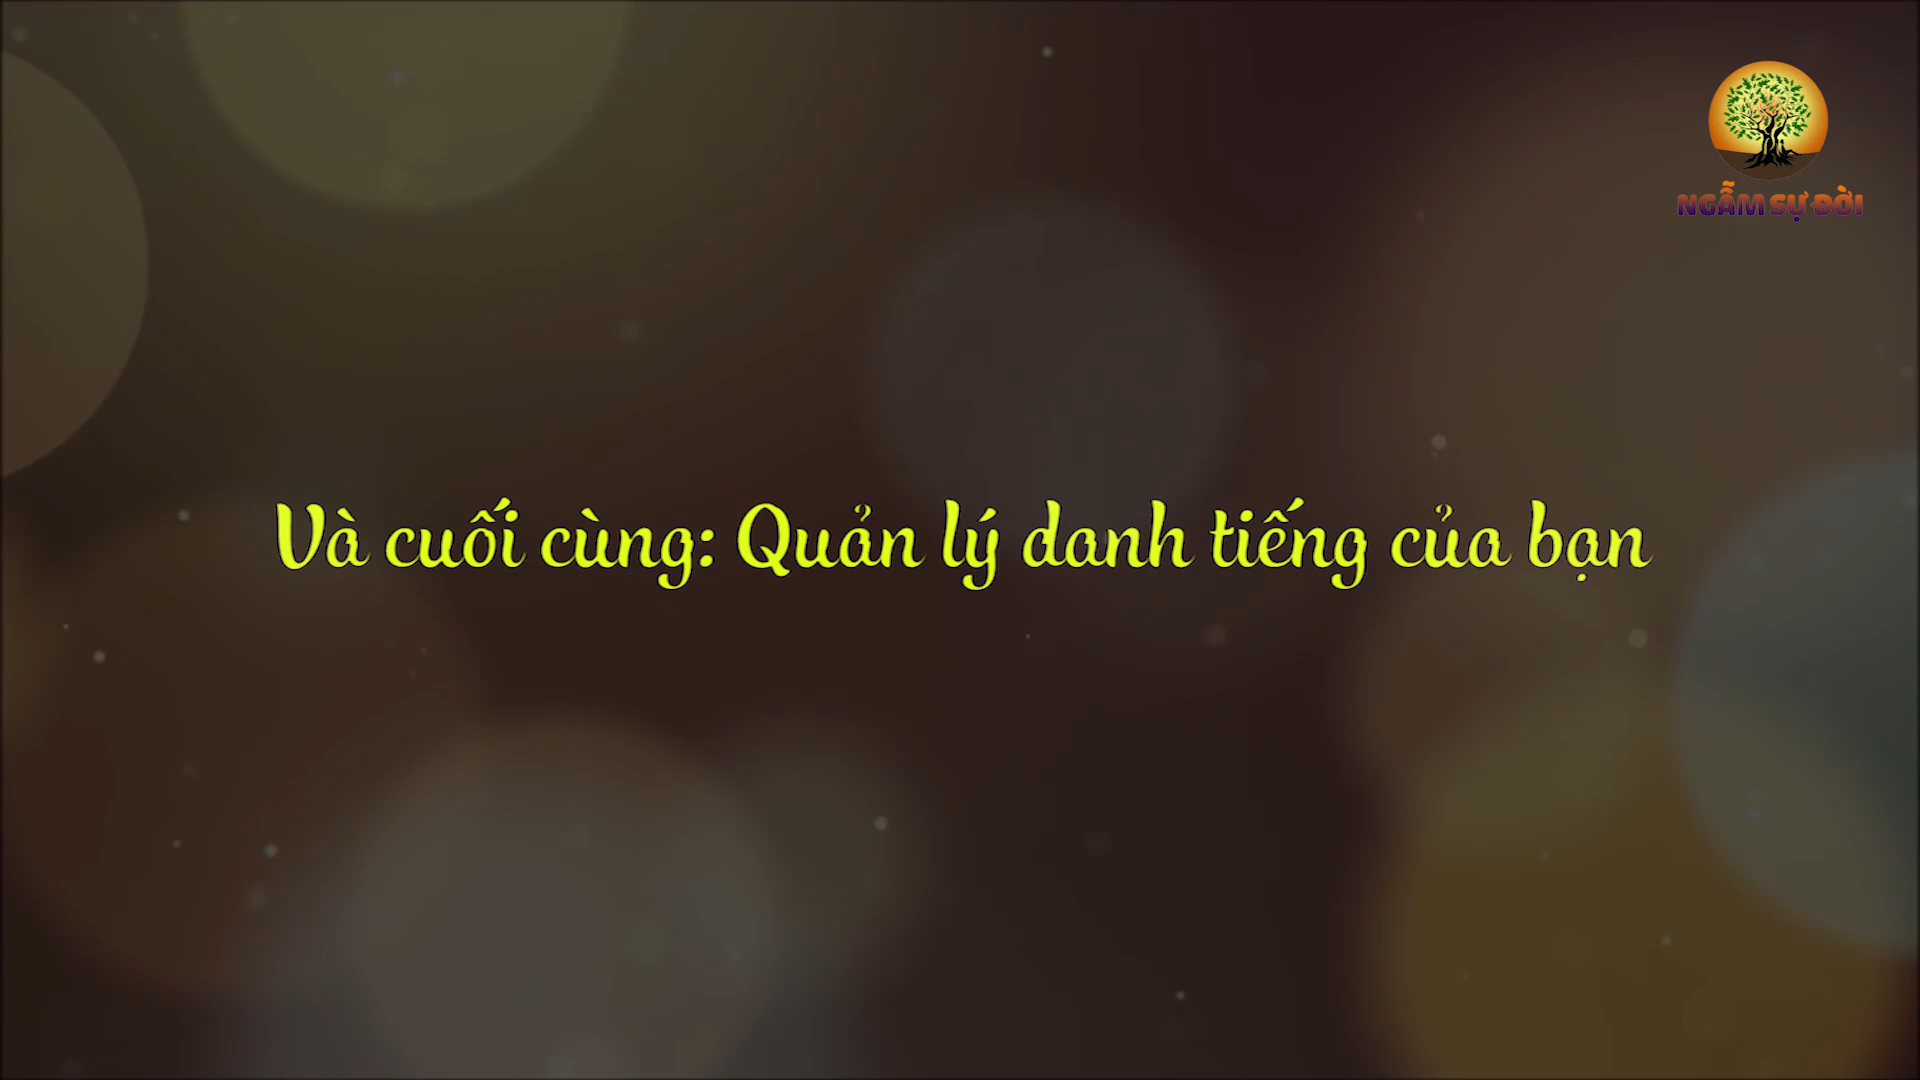 NGẪM SỰ ĐỜI
Và cuối cùng: Quản lý danh tiếng của bạn